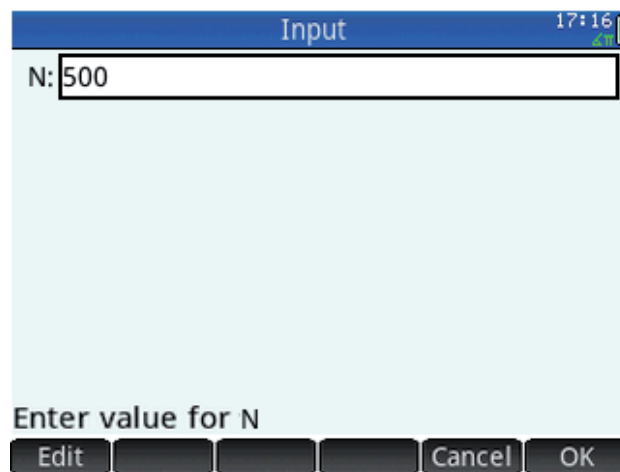 Input
17:16
∡π
N: 500
Enter value for N
Edit
Cancel
OK